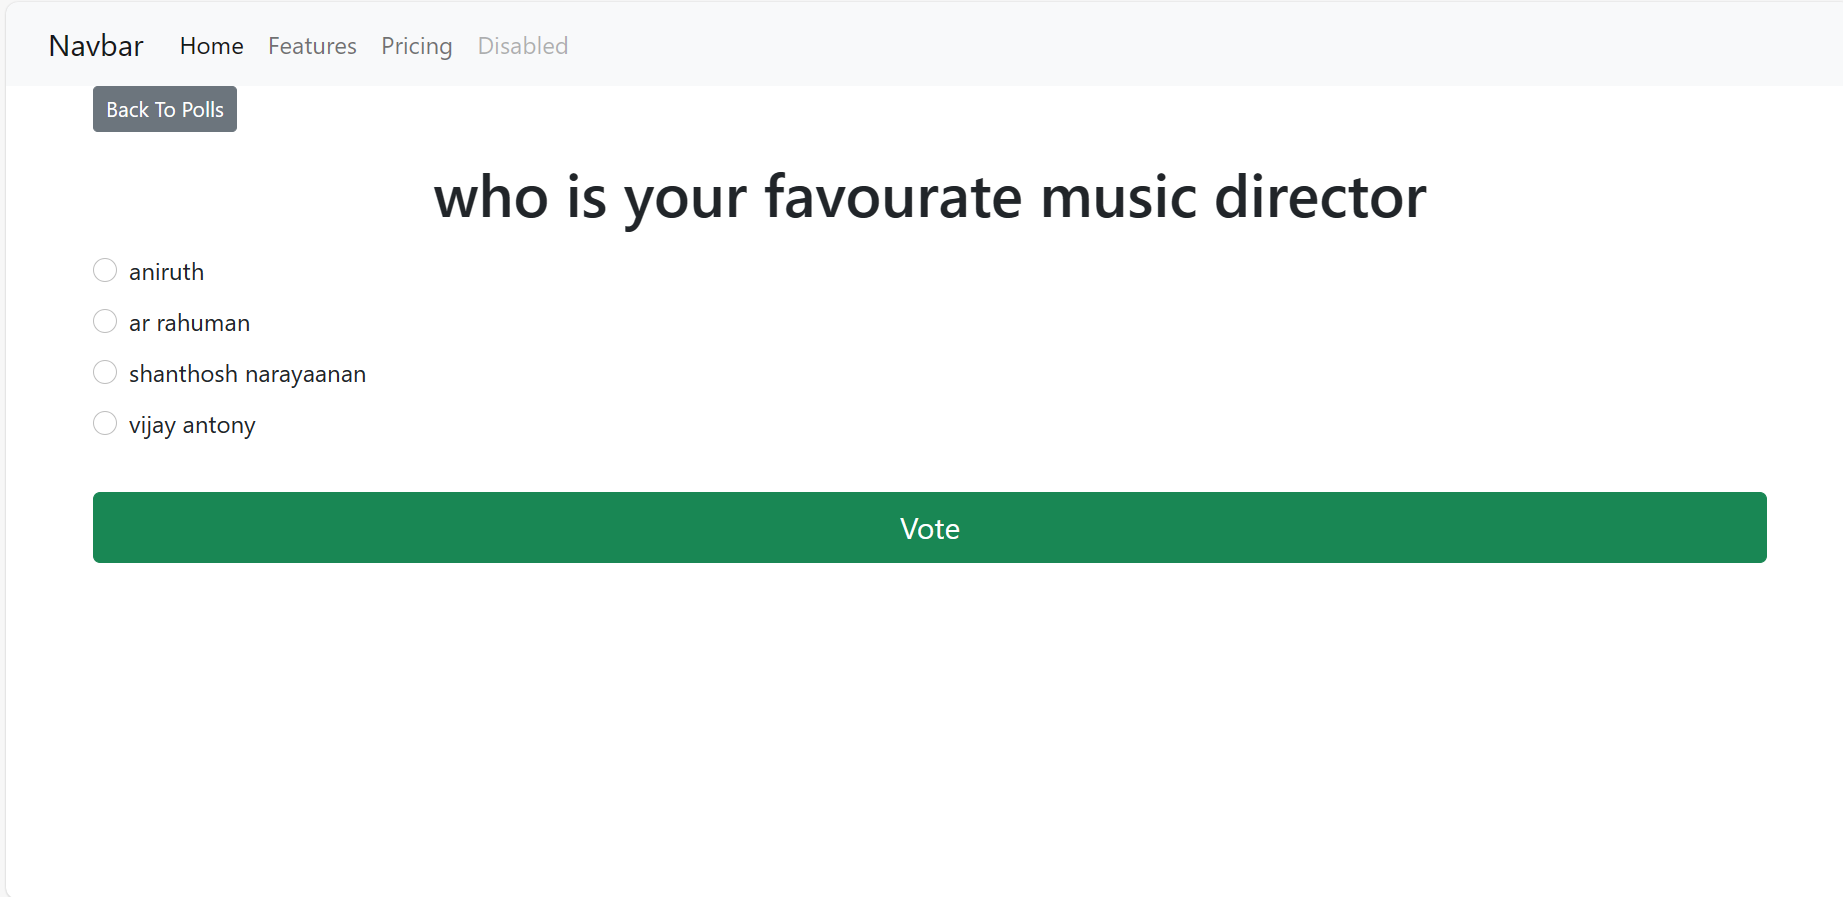 Navbar Home Features Pricing Disabled
Back To Polls
who is your favourate music director
aniruth
ar rahuman
shanthosh narayaanan
vijay antony
Vote